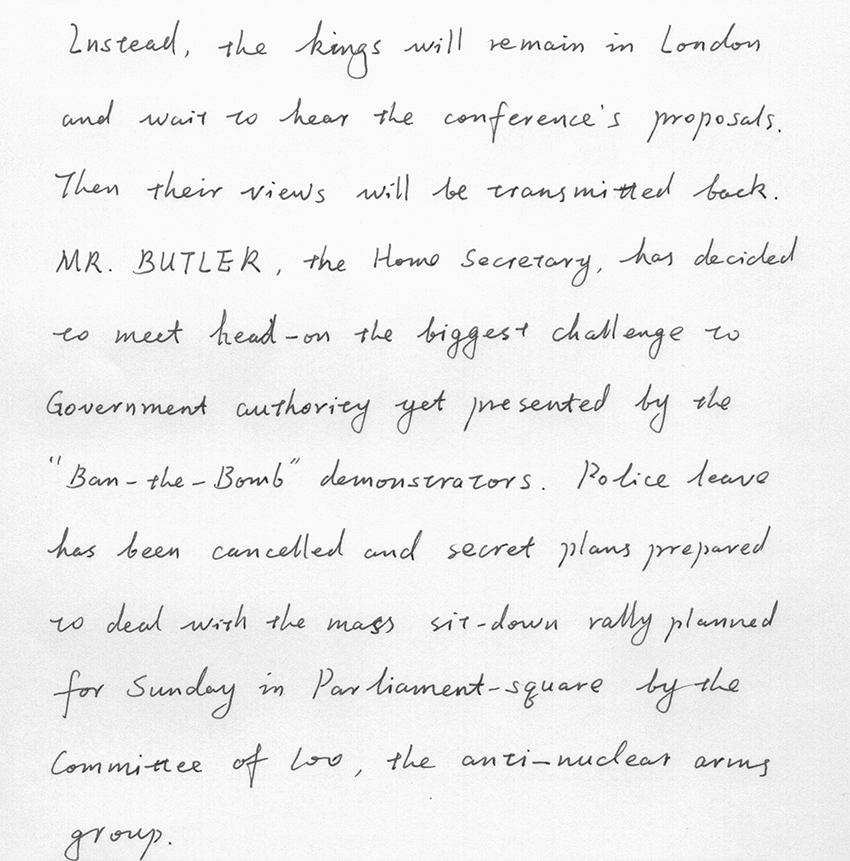 Instead, the kings will remain in London
and wait to hear the conference's proposals.
Then their views will be transmitted back.
MR. BUTLER, the Home Secretary, has decided
to meet head-on the biggest challenge to
Government authority yet presented by the
"Ban-the-Bomb" demonstrators. Police leave
has been cancelled and secret plans prepared
to deal with the mass sit-down rally planned
for Sunday in Parliament-square by the
Committee of 100, the anti-nuclear arms
group.